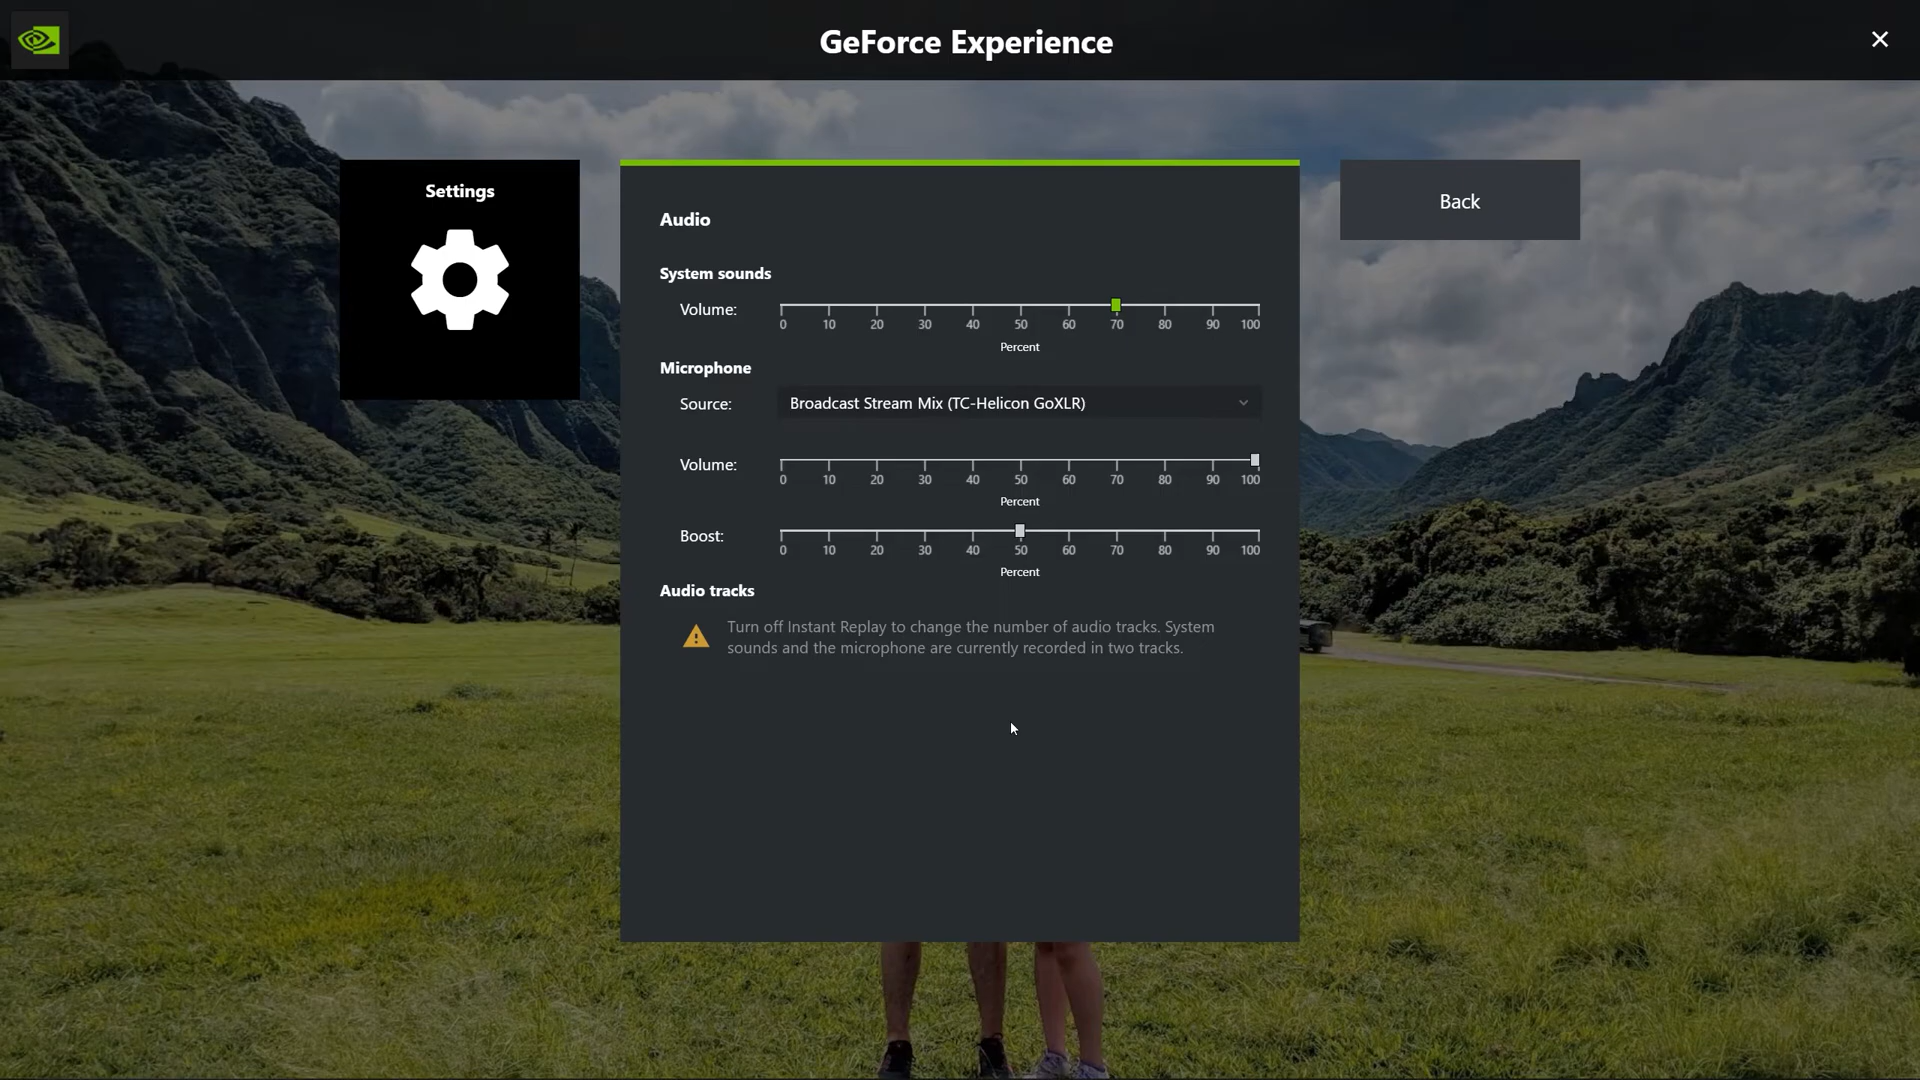 GeForce Experience
Settings
Back
Audio
System sounds
Volume:
0 10 20 30 40 50 60 70 80 90 100
Percent
Microphone
Source: Broadcast Stream Mix (TC-Helicon GoXLR)
Volume:
0 10 20 30 40 50 60 70 80 90 100
Percent
Boost:
0 10 20 30 40 50 60 70 80 90 100
Percent
Audio tracks
Turn off Instant Replay to change the number of audio tracks. System
sounds and the microphone are currently recorded in two tracks.